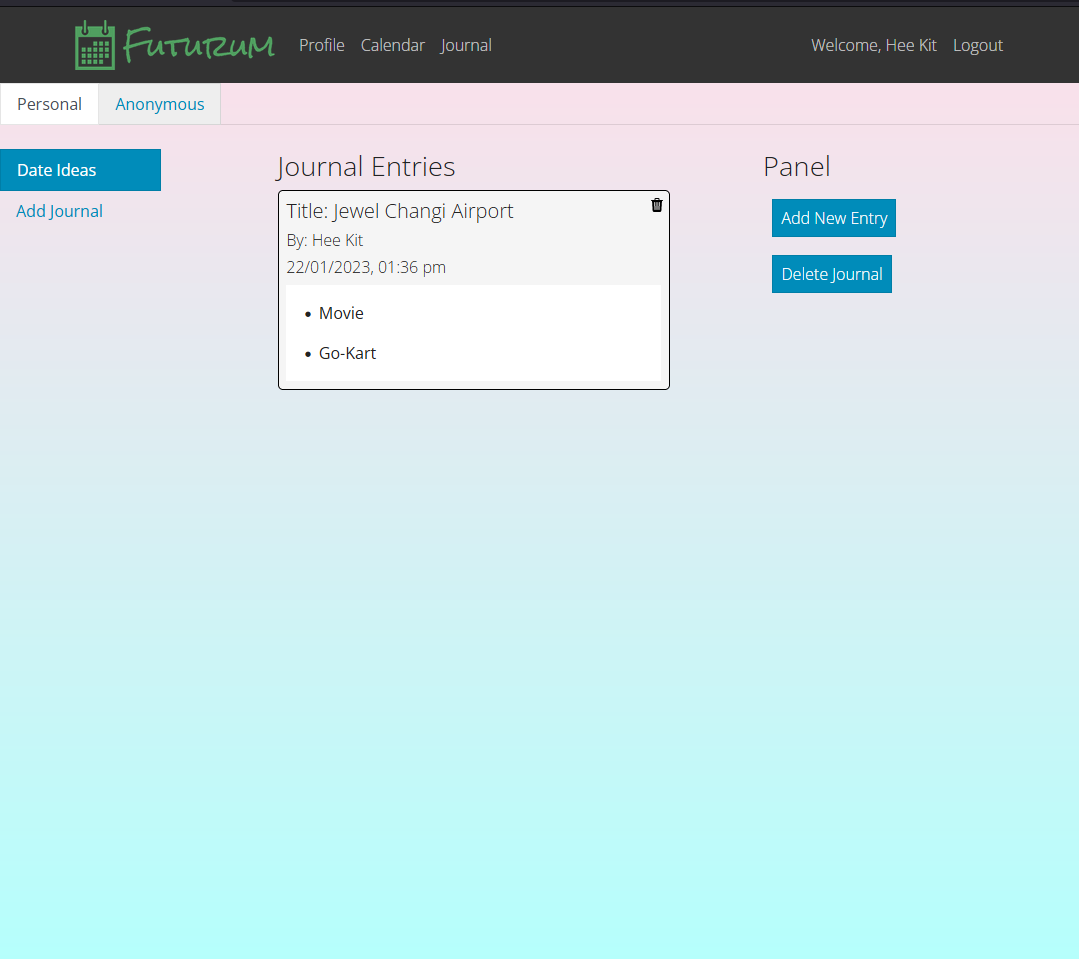 Futurum Profile Calendar Journal Welcome, Hee Kit Logout
Personal Anonymous
Date Ideas
Add Journal
Journal Entries
Title: Jewel Changi Airport
By: Hee Kit
22/01/2023, 01:36 pm
• Movie
• Go-Kart
Panel
Add New Entry
Delete Journal